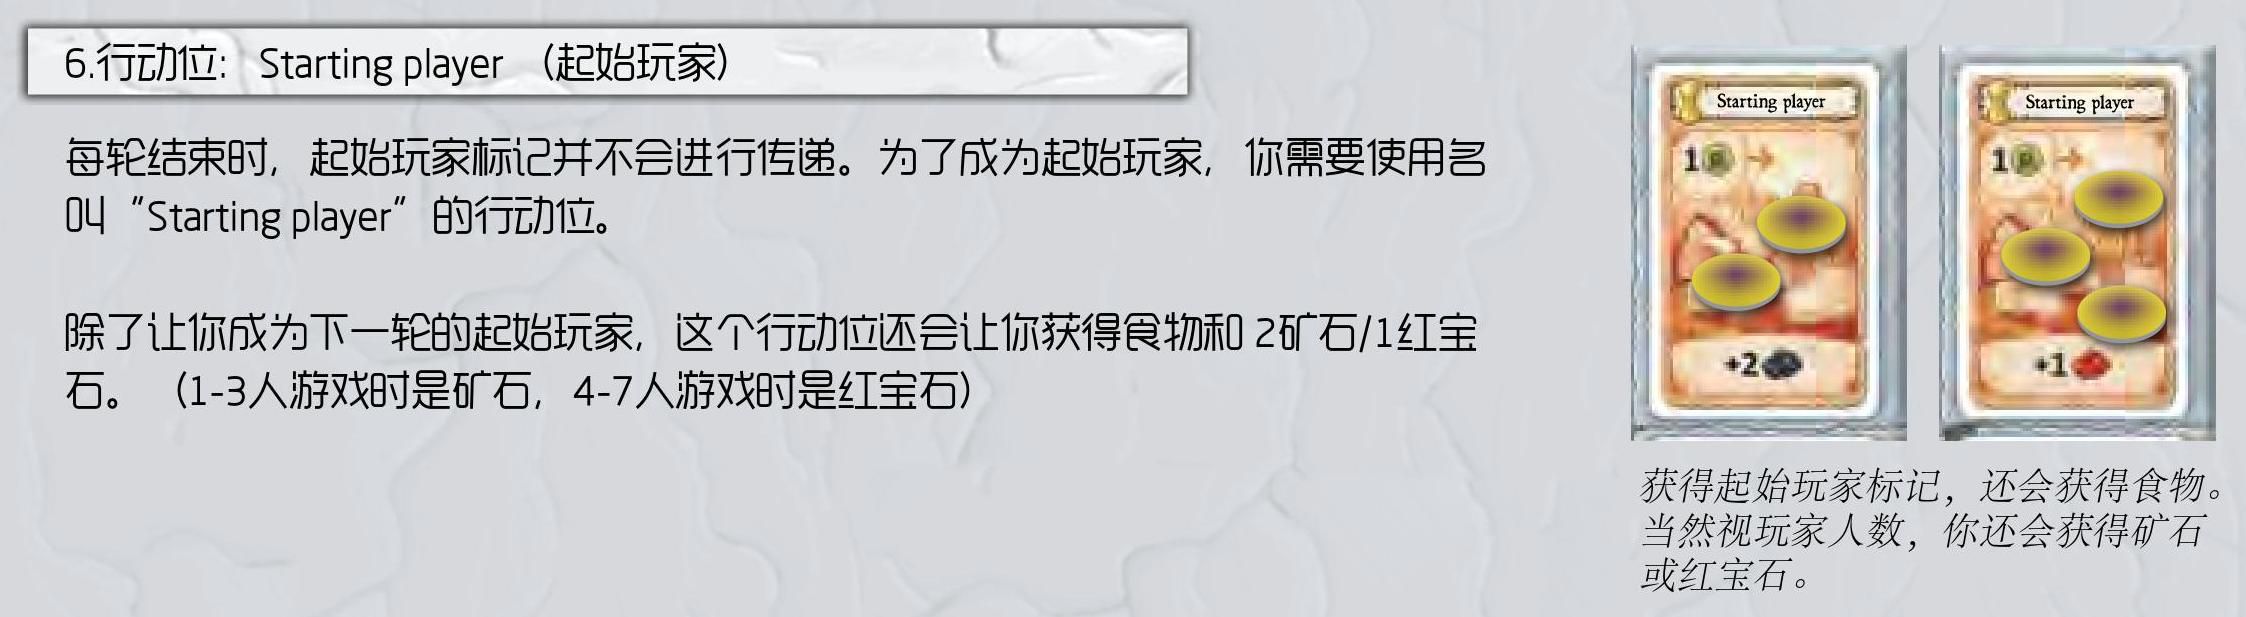 6.行动位: Starting player （起始玩家）
每轮结束时，起始玩家标记并不会进行传递。为了成为起始玩家，你需要使用名
叫“Starting player”的行动位。
除了让你成为下一轮的起始玩家，这个行动位还会让你获得食物和 2矿石/1红宝
石。（1-3人游戏时是矿石，4-7人游戏时是红宝石）
Starting player
1
+2
Starting player
1
+1
获得起始玩家标记，还会获得食物。
当然视玩家人数，你还会获得矿石
或红宝石。